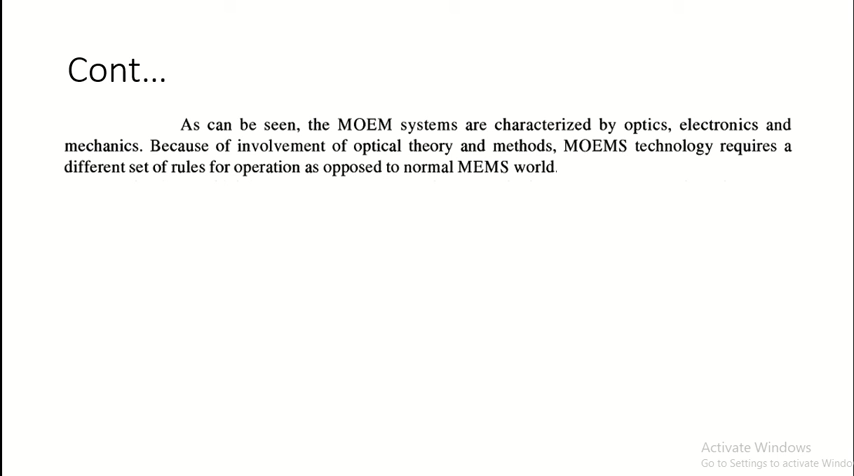 Cont...
As can be seen, the MOEM systems are characterized by optics, electronics and
mechanics. Because of involvement of optical theory and methods, MOEMS technology requires a
different set of rules for operation as opposed to normal MEMS world.
Activate Windows
Go to Settings to activate Windo